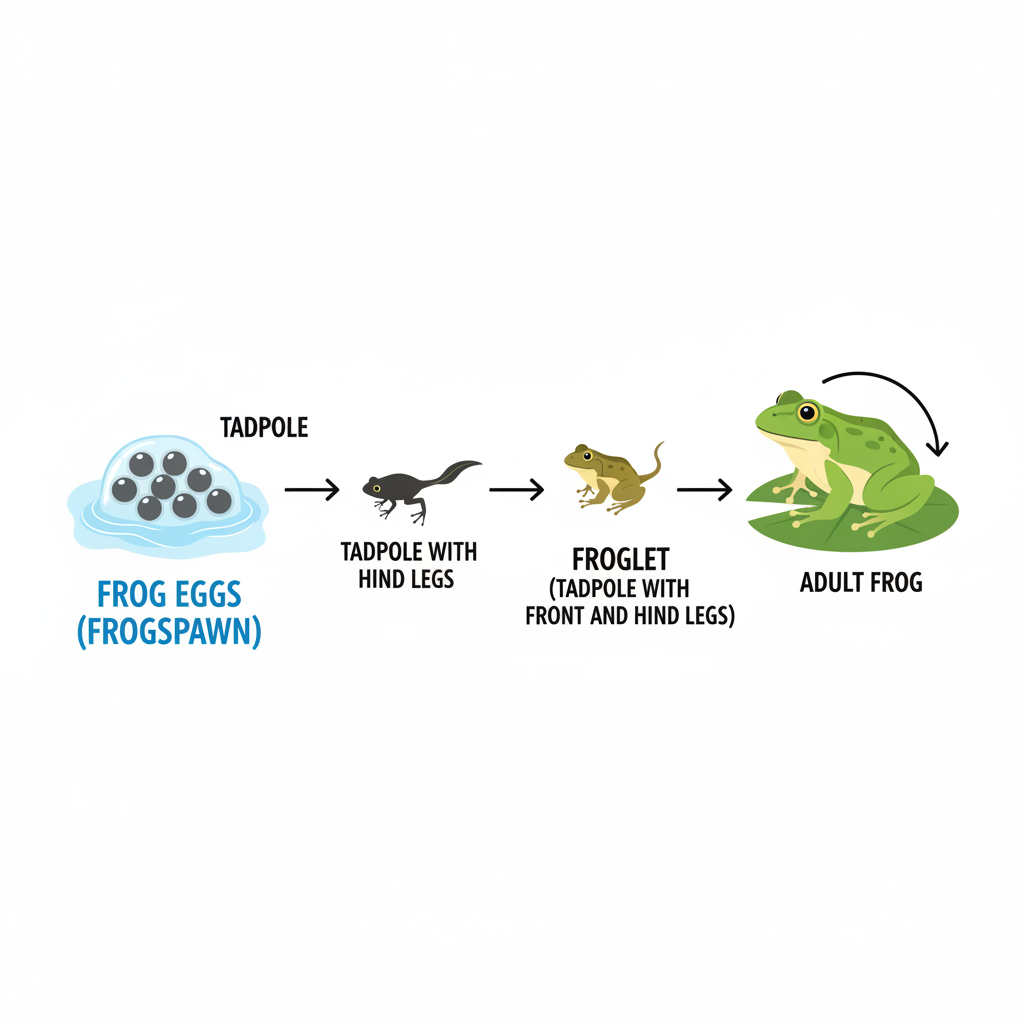 TADPOLE
FROG EGGS
(FROGSPAWN)
TADPOLE WITH
HIND LEGS
FROGLET
(TADPOLE WITH
FRONT AND HIND LEGS)
ADULT FROG